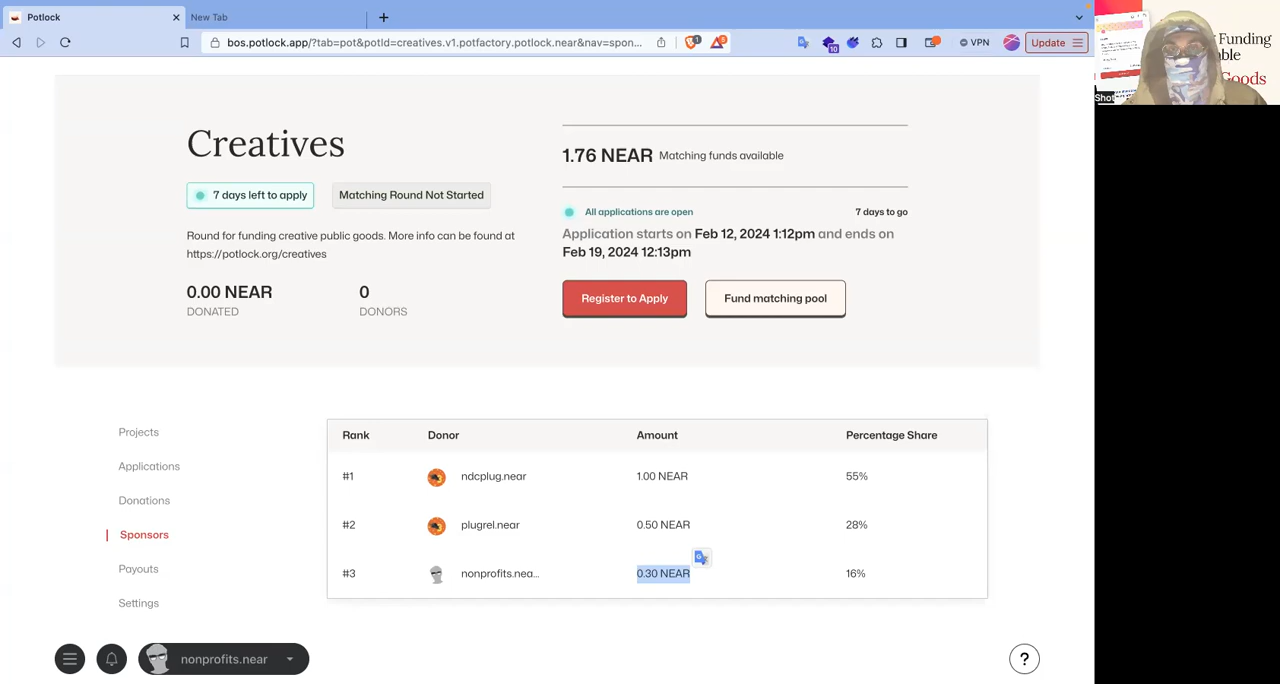 Potlock
New Tab
bos.potlock.app/?tab=pot&potId=creatives.v1.potfactory.potlock.near&nav=spon...
1
5
10
VPN
Update
Funding
Goods
Creatives
7 days left to apply
Matching Round Not Started
Round for funding creative public goods. More info can be found at
https://potlock.org/creatives
0.00 NEAR
DONATED
0
DONORS
1.76 NEAR Matching funds available
All applications are open
7 days to go
Application starts on Feb 12, 2024 1:12pm and ends on
Feb 19, 2024 12:13pm
Register to Apply
Fund matching pool
Projects
Applications
Donations
Sponsors
Payouts
Settings
Rank Donor Amount Percentage Share
#1 ndcplug.near 1.00 NEAR 55%
#2 plugrel.near 0.50 NEAR 28%
#3 nonprofits.nea... 0.30 NEAR 16%
nonprofits.near
?